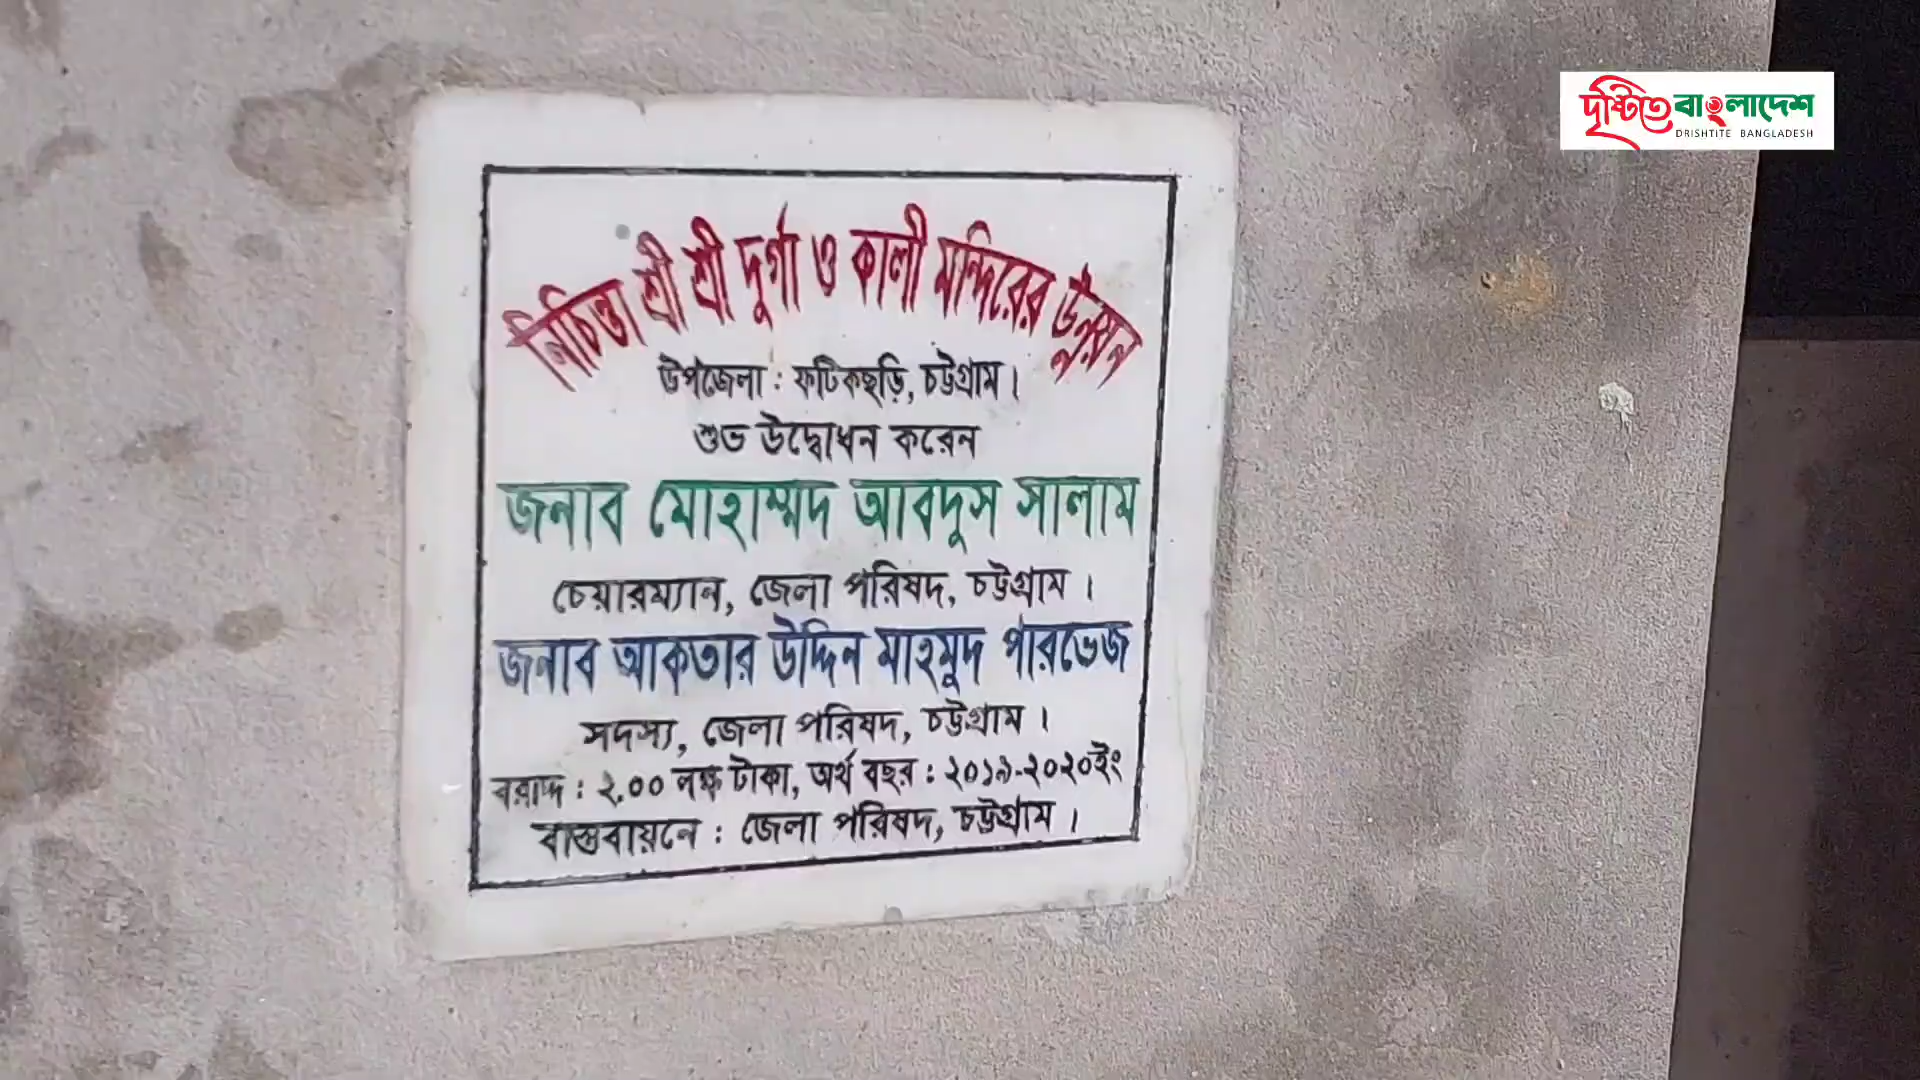 দৃষ্টিতে বাংলাদেশ
DRISHTITE BANGLADESH
নিচিন্তা শ্রী শ্রী দুর্গা ও কালী মন্দিরের উন্নয়ন
উপজেলা : ফটিকছড়ি, চট্টগ্রাম।
শুভ উদ্বোধন করেন
জনাব মোহাম্মদ আবদুস সালাম
চেয়ারম্যান, জেলা পরিষদ, চট্টগ্রাম।
জনাব আকতার উদ্দিন মাহমুদ পারভেজ
সদস্য, জেলা পরিষদ, চট্টগ্রাম।
বরাদ্দ : ২.০০ লক্ষ টাকা, অর্থ বছর : ২০১৯-২০২০ইং
বাস্তবায়নে : জেলা পরিষদ, চট্টগ্রাম।